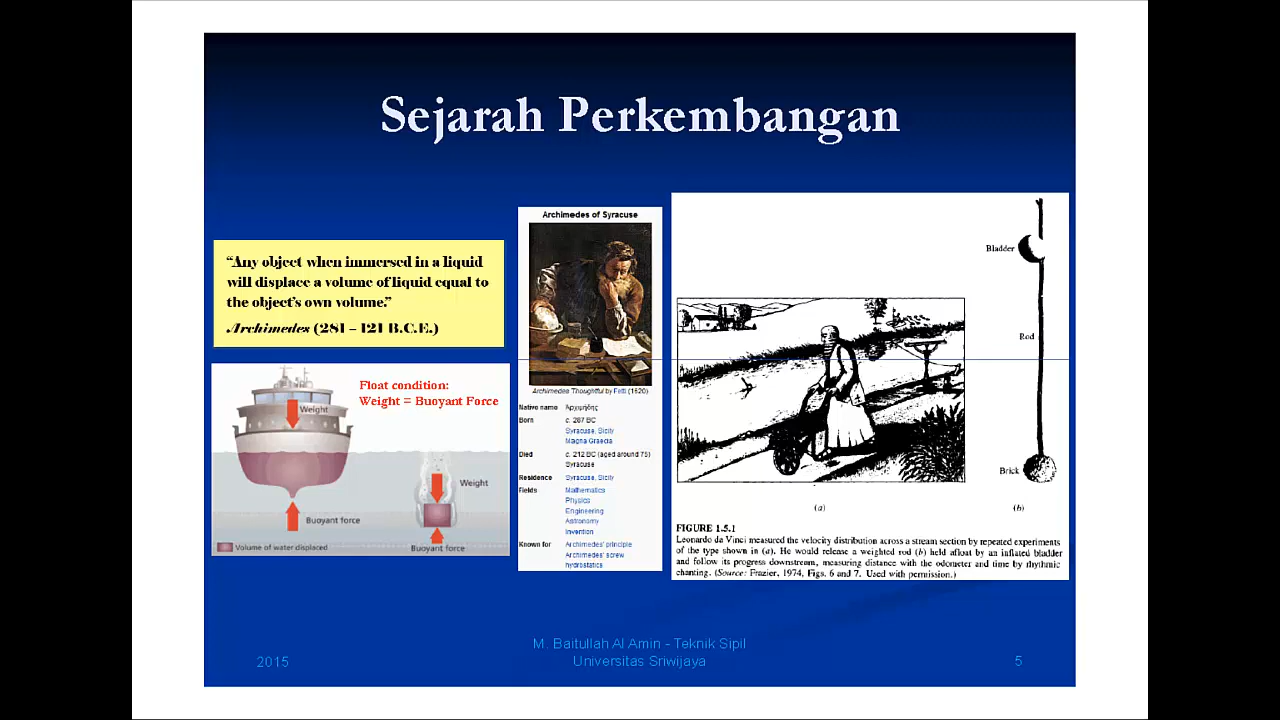 Sejarah Perkembangan
“Any object when immersed in a liquid
will displace a volume of liquid equal to
the object’s own volume.”
Archimedes (281 – 121 B.C.E.)
Float condition:
Weight = Buoyant Force
Weight
Weight
Buoyant force
Volume of water displaced
Buoyant force
Archimedes of Syracuse
Archimedes Thoughtful by Fetti (1620)
Native name Ἀρχιμήδης
Born c. 287 BC
Syracuse, Sicily
Magna Graecia
Died c. 212 BC (aged around 75)
Syracuse
Residence Syracuse, Sicily
Fields Mathematics
Physics
Engineering
Astronomy
Invention
Known for Archimedes' principle
Archimedes' screw
hydrostatics
Bladder
Rod
Brick
(a)
(b)
FIGURE 1.5.1
Leonardo da Vinci measured the velocity distribution across a stream section by repeated experiments
of the type shown in (a). He would release a weighted rod (b) held afloat by an inflated bladder
and follow its progress downstream, measuring distance with the odometer and time by rhythmic
chanting. (Source: Frazier, 1974, Figs. 6 and 7. Used with permission.)
2015
M. Baitullah Al Amin - Teknik Sipil
Universitas Sriwijaya
5